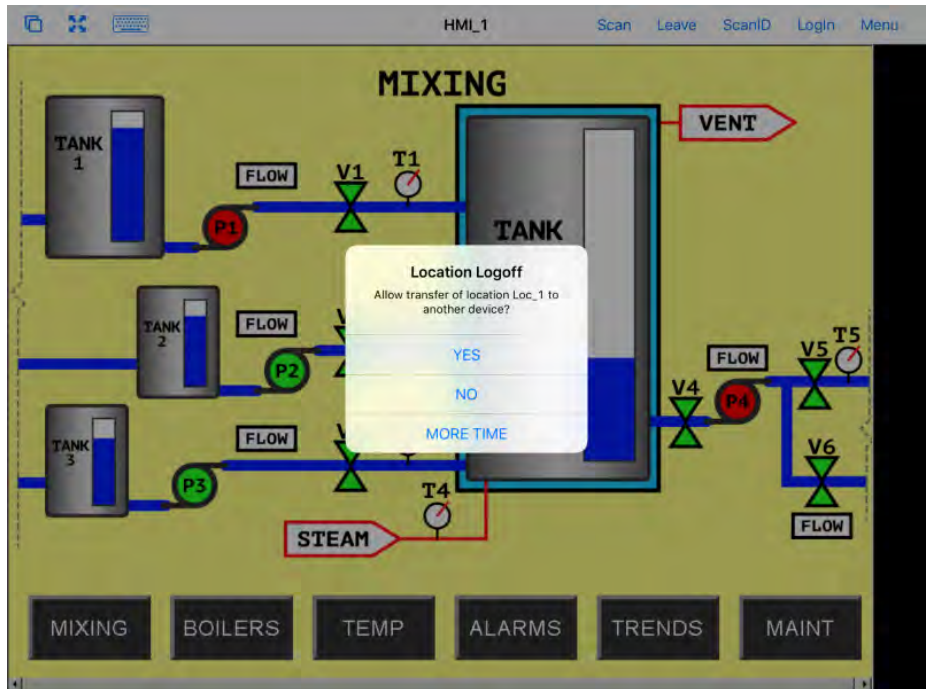 HMI_1
Scan Leave ScanID Login Menu
MIXING
TANK
1
FLOW
V1
T1
VENT
P1
TANK
Location Logoff
Allow transfer of location Loc_1 to
another device?
YES
NO
MORE TIME
TANK
2
FLOW
P2
FLOW
V5
T5
V4
P4
TANK
3
FLOW
P3
V6
FLOW
T4
STEAM
MIXING BOILERS TEMP ALARMS TRENDS MAINT